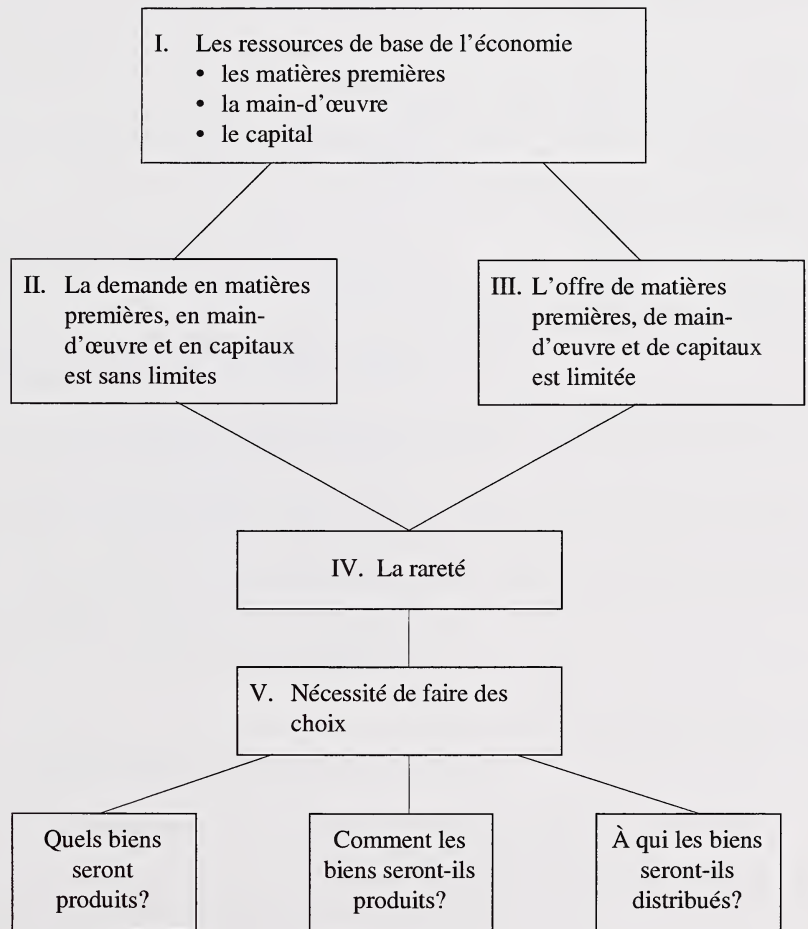 I. Les ressources de base de l'économie
• les matières premières
• la main-d'œuvre
• le capital
II. La demande en matières
premières, en main-
d'œuvre et en capitaux
est sans limites
III. L'offre de matières
premières, de main-
d'œuvre et de capitaux
est limitée
IV. La rareté
V. Nécessité de faire des
choix
Quels biens
seront
produits?
Comment les
biens seront-ils
produits?
À qui les biens
seront-ils
distribués?